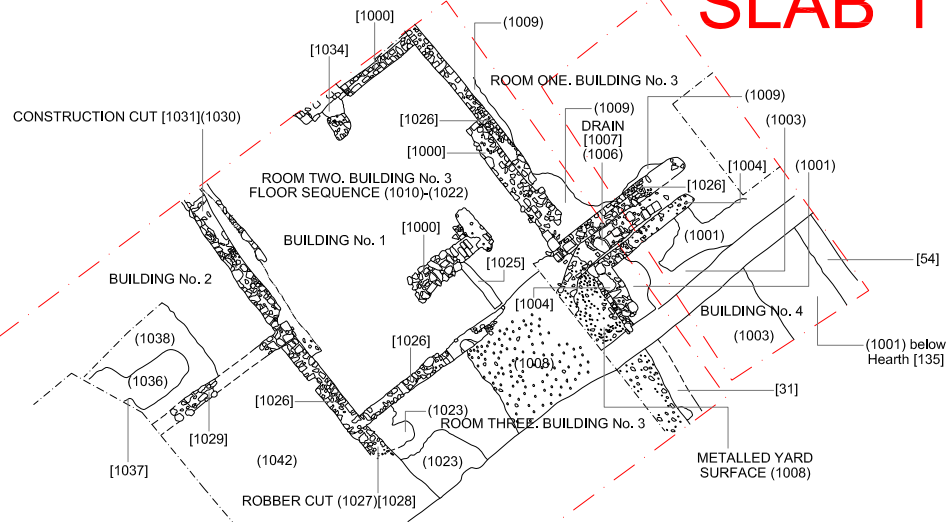 SLAB 1
[1000]
(1009)
[1034]
ROOM ONE. BUILDING No. 3
(1009)
(1009)
CONSTRUCTION CUT [1031](1030)
[1026]
DRAIN
[1007]
(1006)
(1003)
[1000]
[1004]
(1001)
ROOM TWO. BUILDING No. 3
FLOOR SEQUENCE (1010)-(1022)
[1026]
BUILDING No. 1
[1000]
(1001)
[1025]
[54]
BUILDING No. 2
[1004]
BUILDING No. 4
(1003)
(1038)
[1026]
(1008)
(1001) below
Hearth [135]
(1036)
[1026]
(1023)
[31]
ROOM THREE. BUILDING No. 3
[1029]
[1037]
(1042)
(1023)
METALLED YARD
SURFACE (1008)
ROBBER CUT (1027)[1028]